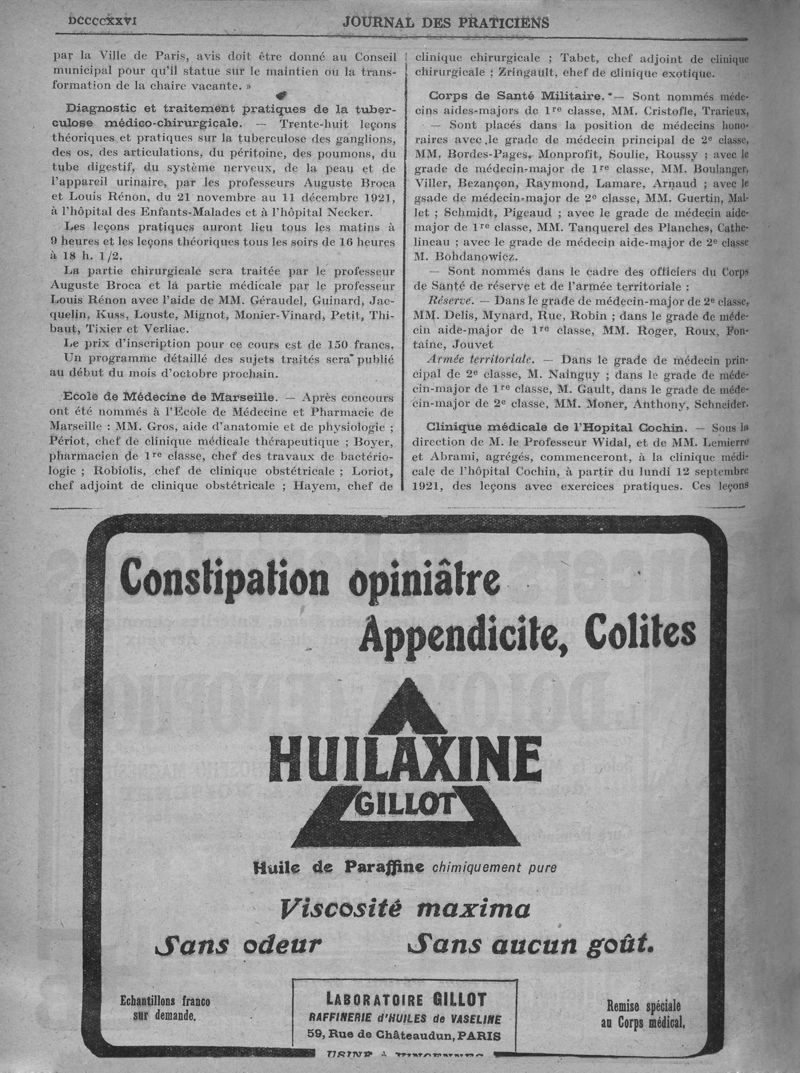 DCCCCXXVI
JOURNAL DES PRATICIENS
par la Ville de Paris, avis doit être donné au Conseil
municipal pour qu'il statue sur le maintien ou la trans-
formation de la chaire vacante. »
Diagnostic et traitement pratiques de la tuber-
culose médico-chirurgicale. — Trente-huit leçons
théoriques et pratiques sur la tuberculose des ganglions,
des os, des articulations, du péritoine, des poumons, du
tube digestif, du système nerveux, de la peau et de
l'appareil urinaire, par les professeurs Auguste Broca
et Louis Rénon, du 21 novembre au 11 décembre 1921,
à l'hôpital des Enfants-Malades et à l'hôpital Necker.
Les leçons pratiques auront lieu tous les matins à
9 heures et les leçons théoriques tous les soirs de 16 heures
à 18 h. 1/2.
La partie chirurgicale sera traitée par le professeur
Auguste Broca et la partie médicale par le professeur
Louis Rénon avec l'aide de MM. Géraudel, Guinard, Jac-
quelin, Kuss, Louste, Mignot, Monier-Vinard, Petit, Thi-
baut, Tixier et Verliac.
Le prix d'inscription pour ce cours est de 150 francs.
Un programme détaillé des sujets traités sera publié
au début du mois d'octobre prochain.
Ecole de Médecine de Marseille. — Après concours
ont été nommés à l'Ecole de Médecine et Pharmacie de
Marseille : MM. Gros, aide d'anatomie et de physiologie ;
Périot, chef de clinique médicale thérapeutique ; Boyer,
pharmacien de 1re classe, chef des travaux de bactério-
logie ; Robiolis, chef de clinique obstétricale ; Loriot,
chef adjoint de clinique obstétricale ; Hayem, chef de
clinique chirurgicale ; Tabet, chef adjoint de clinique
chirurgicale ; Zringault, chef de clinique exotique.
Corps de Santé Militaire. — Sont nommés méde-
cins aides-majors de 1re classe, MM. Cristofle, Trarieux,
— Sont placés dans la position de médecins hono-
raires avec le grade de médecin principal de 2e classe,
MM. Bordes-Pages, Monprofit, Soulie, Roussy ; avec le
grade de médecin-major de 1re classe, MM. Boulanger,
Viller, Bezançon, Raymond, Lamare, Arnaud ; avec le
gsade de médecin-major de 2e classe, MM. Guertin, Mal-
let ; Schmidt, Pigeaud ; avec le grade de médecin aide-
major de 1re classe, MM. Tanquerel des Planches, Cathe-
lineau ; avec le grade de médecin aide-major de 2e classe
M. Bohdanowicz.
— Sont nommés dans le cadre des officiers du Corps
de Santé de réserve et de l'armée territoriale :
Réserve. — Dans le grade de médecin-major de 2e classe,
MM. Delis, Mynard, Rue, Robin ; dans le grade de méde-
cin aide-major de 1re classe, MM. Roger, Roux, Fon-
taine, Jouvet
Armée territoriale. — Dans le grade de médecin prin-
cipal de 2e classe, M. Nainguy ; dans le grade de méde-
cin-major de 1re classe, M. Gault, dans le grade de méde-
cin-major de 2e classe, MM. Moner, Anthony, Schneider.
Clinique médicale de l'Hopital Cochin. — Sous la
direction de M. le Professeur Widal, et de MM. Lemierre
et Abrami, agrégés, commenceront, à la clinique médi-
cale de l'hôpital Cochin, à partir du lundi 12 septembre
1921, des leçons avec exercices pratiques. Ces leçons
Constipation opiniâtre
Appendicite, Colites
HUILAXINE
GILLOT
Huile de Paraffine chimiquement pure
Viscosité maxima
Sans odeur Sans aucun goût.
Echantillons franco
sur demande.
LABORATOIRE GILLOT
RAFFINERIE d'HUILES de VASELINE
59, Rue de Châteaudun, PARIS
USINE A VINCENNES
Remise spéciale
au Corps médical.